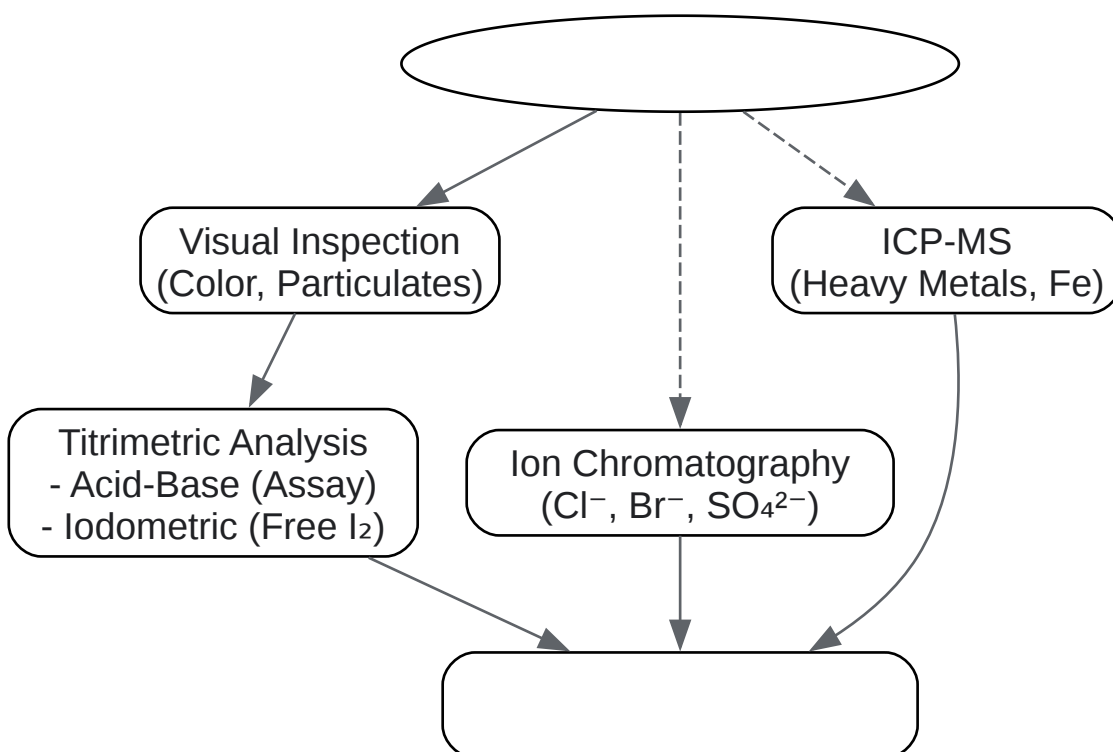 Visual Inspection
(Color, Particulates)
ICP-MS
(Heavy Metals, Fe)
Titrimetric Analysis
- Acid-Base (Assay)
- Iodometric (Free I₂)
Ion Chromatography
(Cl⁻, Br⁻, SO₄²⁻)